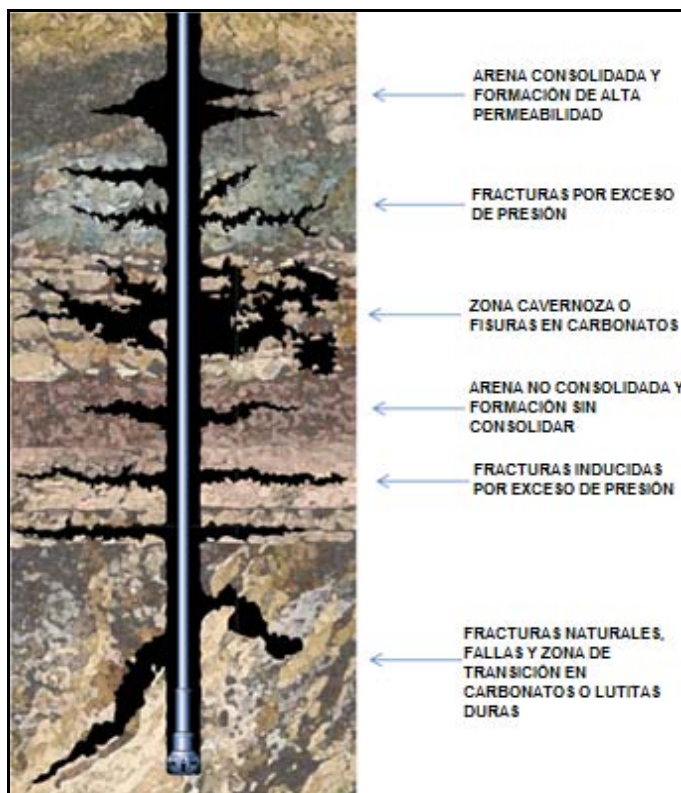 ARENA CONSOLIDADA Y
FORMACIÓN DE ALTA
PERMEABILIDAD
FRACTURAS POR EXCESO
DE PRESIÓN
ZONA CAVERNOZA O
FISURAS EN CARBONATOS
ARENA NO CONSOLIDADA Y
FORMACIÓN SIN
CONSOLIDAR
FRACTURAS INDUCIDAS
POR EXCESO DE PRESIÓN
FRACTURAS NATURALES,
FALLAS Y ZONA DE
TRANSICIÓN EN
CARBONATOS O LUTITAS
DURAS